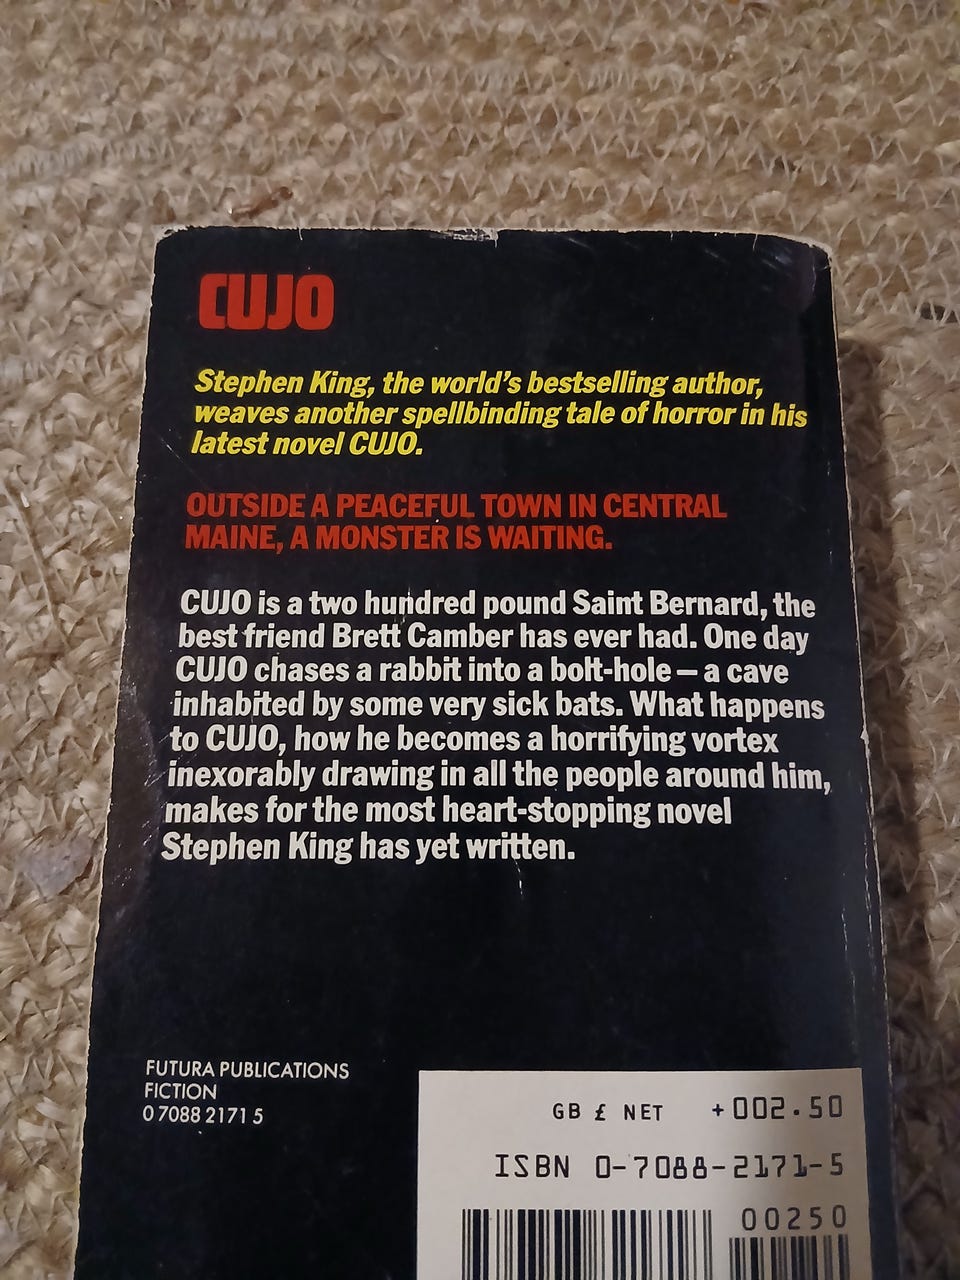 CUJO
Stephen King, the world's bestselling author,
weaves another spellbinding tale of horror in his
latest novel CUJO.
OUTSIDE A PEACEFUL TOWN IN CENTRAL
MAINE, A MONSTER IS WAITING.
CUJO is a two hundred pound Saint Bernard, the
best friend Brett Camber has ever had. One day
CUJO chases a rabbit into a bolt-hole – a cave
inhabited by some very sick bats. What happens
to CUJO, how he becomes a horrifying vortex
inexorably drawing in all the people around him,
makes for the most heart-stopping novel
Stephen King has yet written.
FUTURA PUBLICATIONS
FICTION
0 7088 2171 5
GB £ NET +002.50
ISBN 0-7088-2171-5
00250